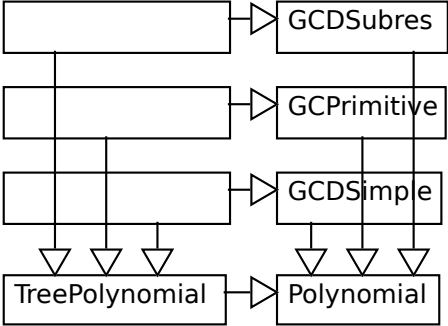 GCDSubres
GCPrimitive
GCDSimple
TreePolynomial
Polynomial